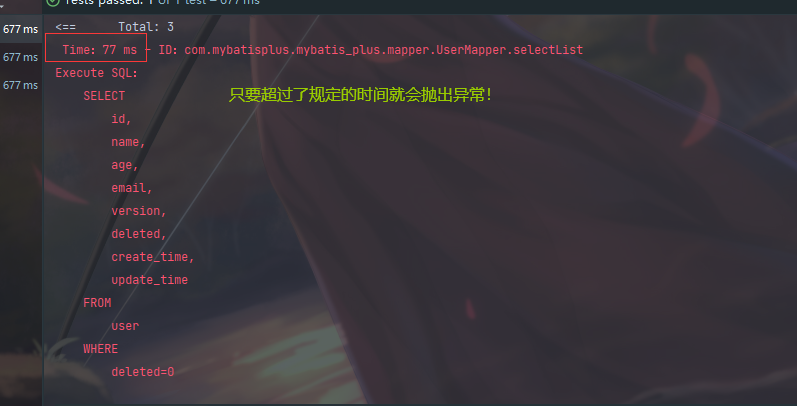 Tests passed: 1 of 1 test – 677 ms
677 ms
677 ms
677 ms
<==      Total: 3
Time: 77 ms - ID: com.mybatisplus.mybatis_plus.mapper.UserMapper.selectList
Execute SQL:
SELECT
id,
name,
age,
email,
version,
deleted,
create_time,
update_time
FROM
user
WHERE
deleted=0
只要超过了规定的时间就会抛出异常!